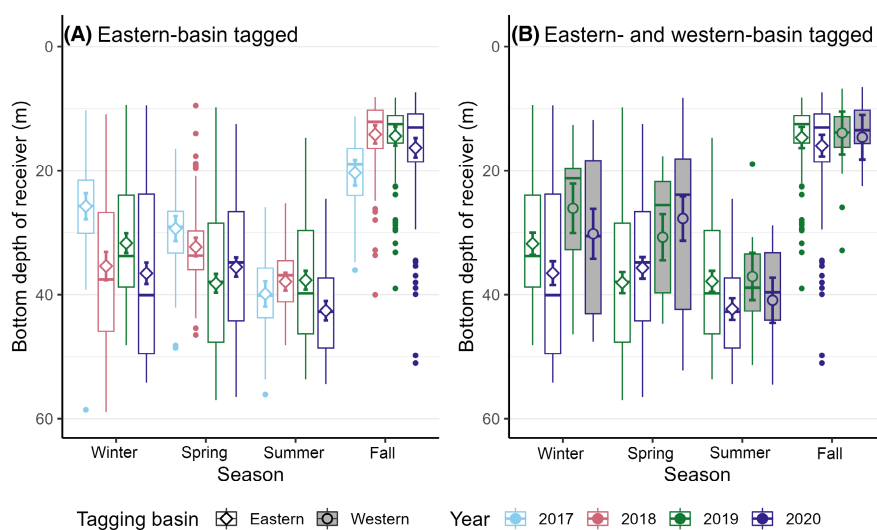 (A) Eastern-basin tagged
(B) Eastern- and western-basin tagged
Bottom depth of receiver (m)
0
20
40
60
Winter Spring Summer Fall
Season
Bottom depth of receiver (m)
0
20
40
60
Winter Spring Summer Fall
Season
Tagging basin Eastern Western Year 2017 2018 2019 2020